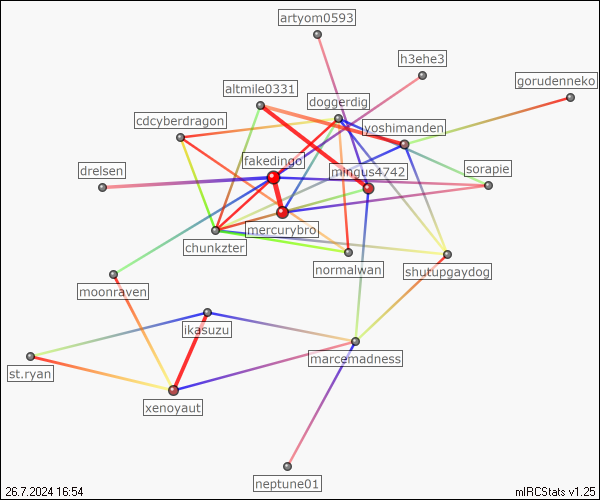 artyom0593
h3ehe3
gorudenneko
altmile0331
doggerdig
cdcyberdragon
yoshimanden
fakedingo
drelsen
mingus4742
sorapie
mercurybro
chunkzter
normalwan
shutupgaydog
moonraven
ikasuzu
marcemadness
st.ryan
xenoyaut
neptune01
26.7.2024 16:54
mIRCStats v1.25